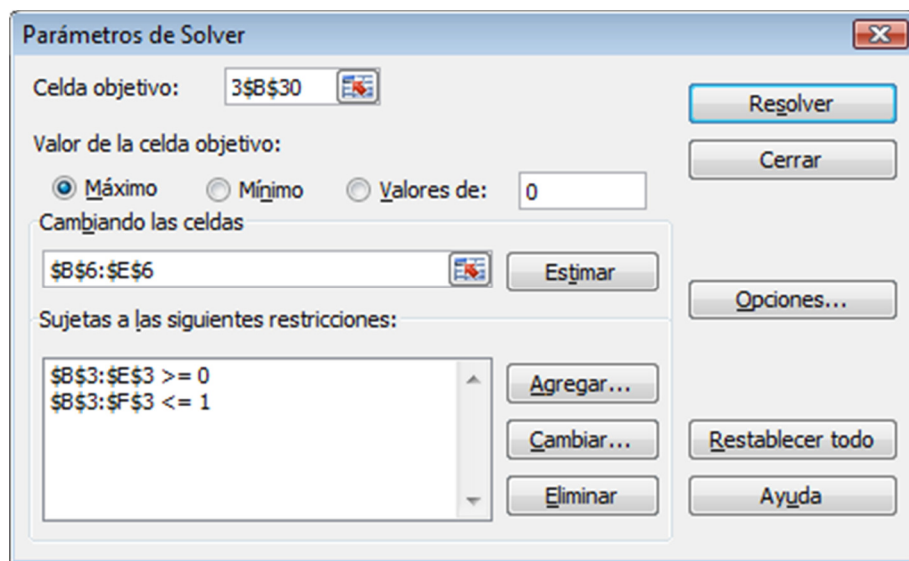 Parámetros de Solver
Celda objetivo: 3$B$30
Resolver
Valor de la celda objetivo:
Cerrar
Máximo Mínimo Valores de: 0
Cambiando las celdas
$B$6:$E$6 Estimar
Opciones...
Sujetas a las siguientes restricciones:
$B$3:$E$3 >= 0
$B$3:$F$3 <= 1
Agregar...
Cambiar... Restablecer todo
Eliminar Ayuda